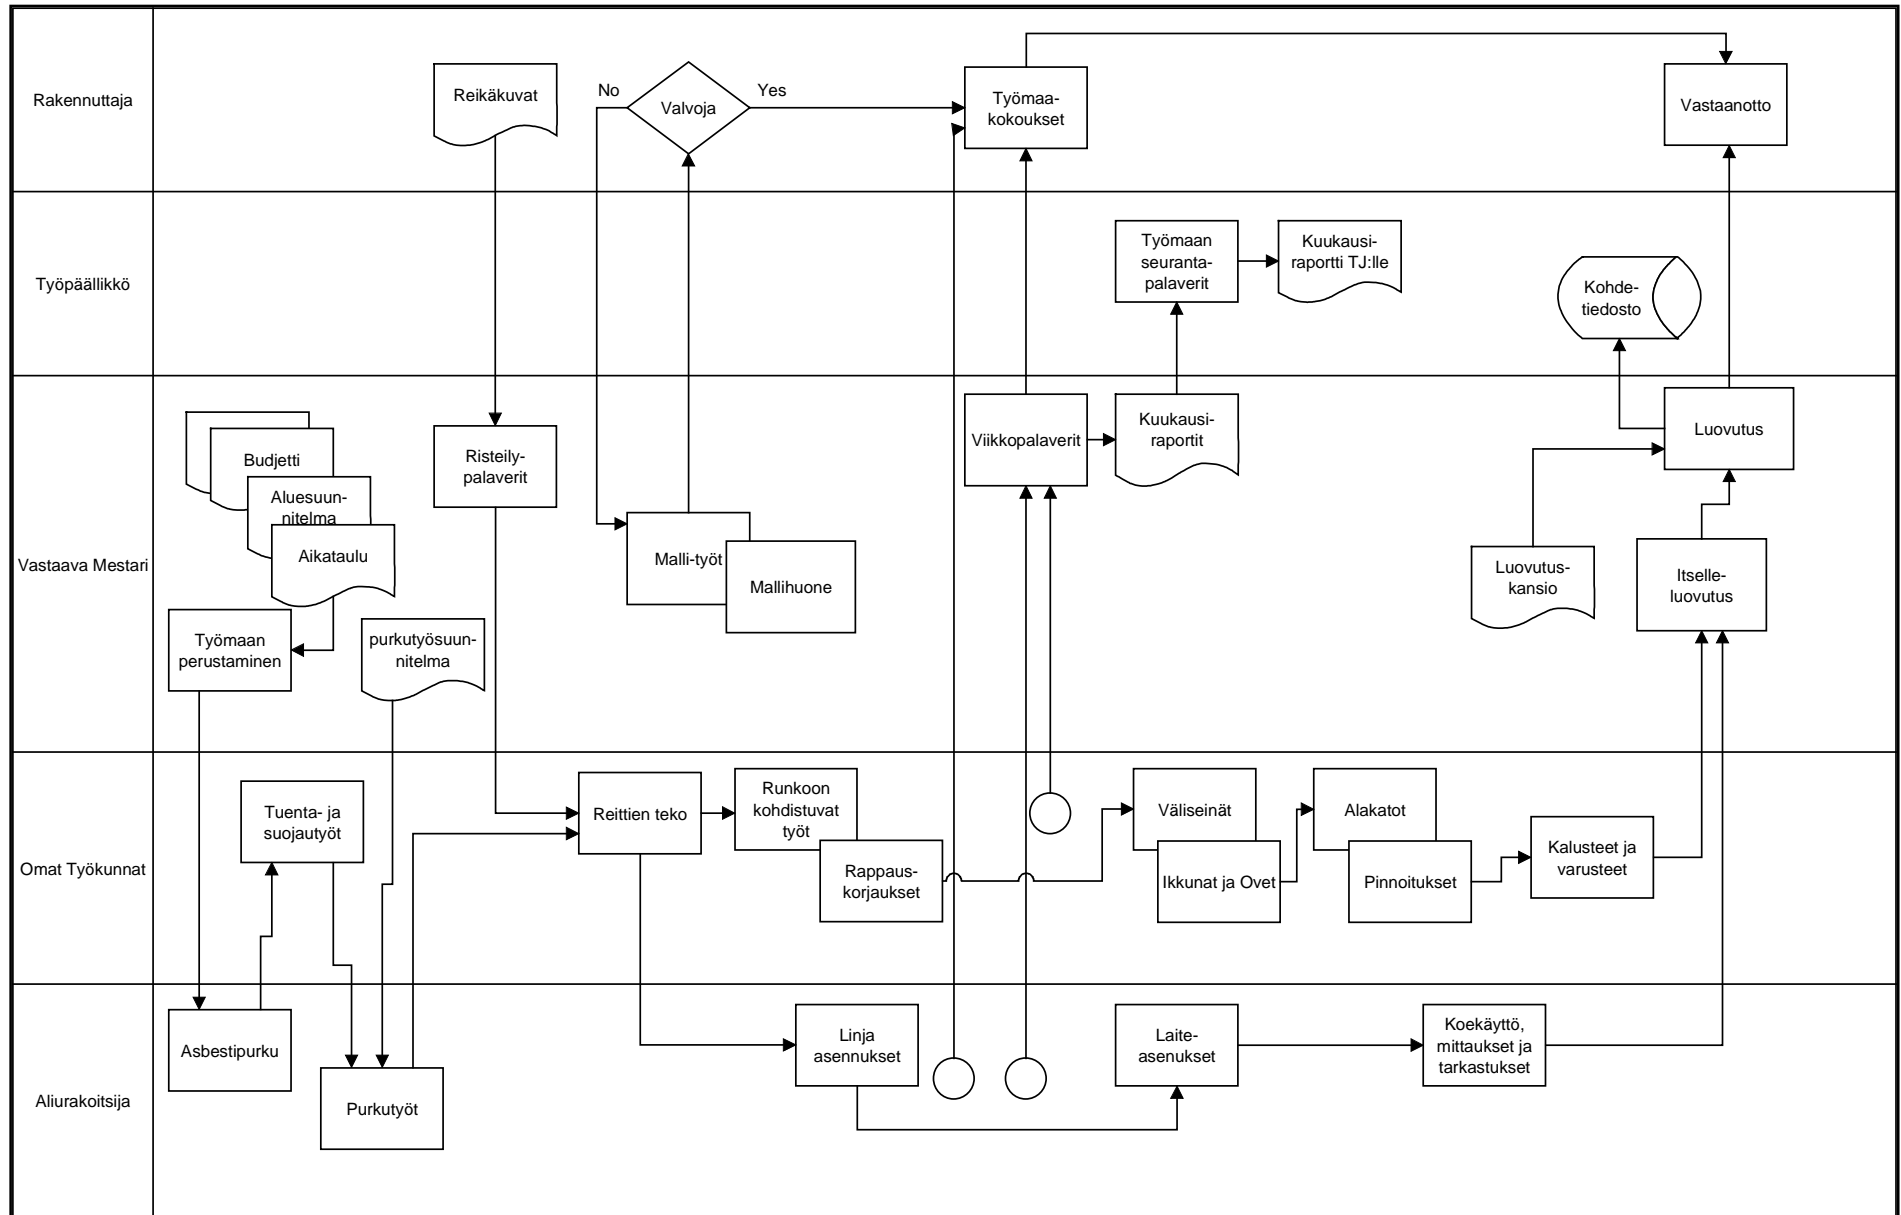 Rakennuttaja
Reikäkuvat
No
Valvoja
Yes
Työmaa-
kokoukset
Vastaanotto
Työpäällikkö
Työmaan
seuranta-
palaverit
Kuukausi-
raportti TJ:lle
Kohde-
tiedosto
Vastaava Mestari
Budjetti
Aluesuun-
nitelma
Aikataulu
Työmaan
perustaminen
purkutyösuun-
nitelma
Risteily-
palaverit
Malli-työt
Mallihuone
Viikkopalaverit
Kuukausi-
raportit
Luovutus
Luovutus-
kansio
Itselle-
luovutus
Omat Työkunnat
Tuenta- ja
suojautyöt
Reittien teko
Runkoon
kohdistuvat
työt
Rappaus-
korjaukset
Väliseinät
Ikkunat ja Ovet
Alakatot
Pinnoitukset
Kalusteet ja
varusteet
Aliurakoitsija
Asbestipurku
Purkutyöt
Linja
asennukset
Laite-
asenukset
Koekäyttö,
mittaukset ja
tarkastukset